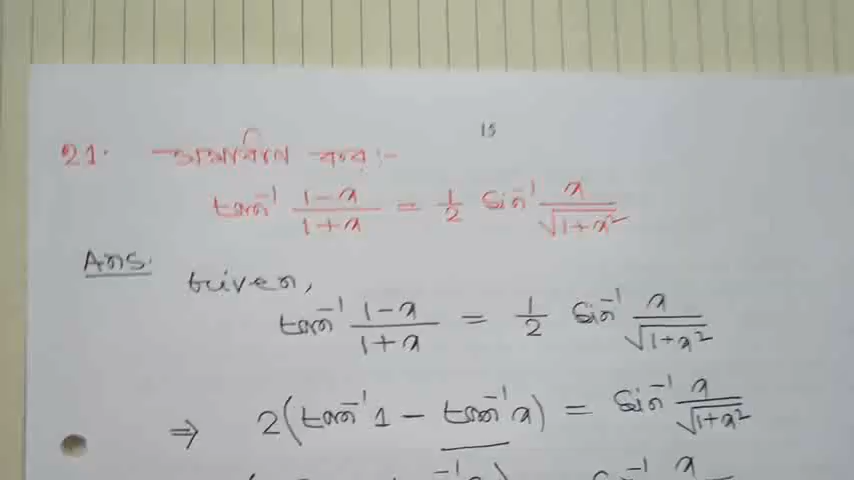 15
21. সমাধান কর :-
tan⁻¹ (1-x)/(1+x) = 1/2 sin⁻¹ x/√(1+x²)
Ans.
Given,
tan⁻¹ (1-x)/(1+x) = 1/2 sin⁻¹ x/√(1+x²)
⇒ 2(tan⁻¹1 - tan⁻¹x) = sin⁻¹ x/√(1+x²)